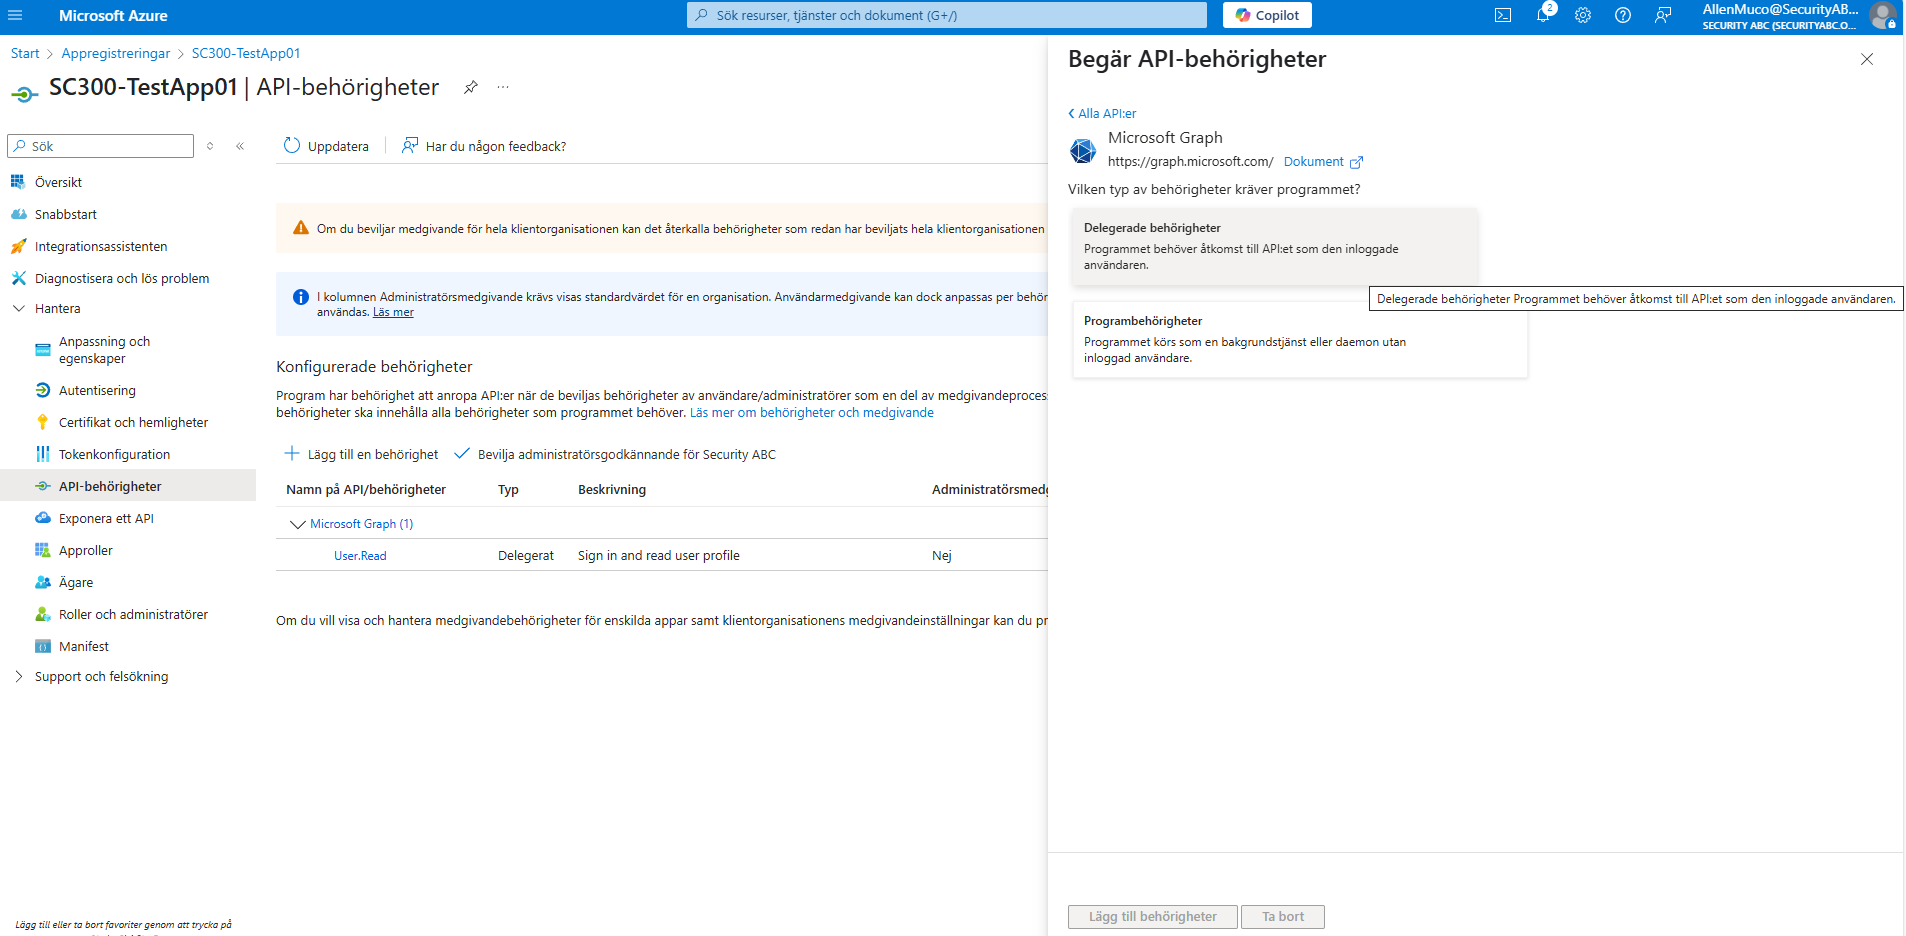 Microsoft Azure
Sök resurser, tjänster och dokument (G+/)
Copilot
2
AllenMuco@SecurityAB...
SECURITY ABC (SECURITYABC.O...
Start > Appregistreringar > SC300-TestApp01
SC300-TestApp01 | API-behörigheter
...
Sök
Översikt
Snabbstart
Integrationsassistenten
Diagnostisera och lös problem
Hantera
Anpassning och
egenskaper
Autentisering
Certifikat och hemligheter
Tokenkonfiguration
API-behörigheter
Exponera ett API
Approller
Ägare
Roller och administratörer
Manifest
Support och felsökning
Lägg till eller ta bort favoriter genom att trycka på
Uppdatera
Har du någon feedback?
Om du beviljar medgivande för hela klientorganisationen kan det återkalla behörigheter som redan har beviljats hela klientorganisationen
I kolumnen Administratörsmedgivande krävs visas standardvärdet för en organisation. Användarmedgivande kan dock anpassas per behör
användas. Läs mer
Konfigurerade behörigheter
Program har behörighet att anropa API:er när de beviljas behörigheter av användare/administratörer som en del av medgivandeproces
behörigheter ska innehålla alla behörigheter som programmet behöver. Läs mer om behörigheter och medgivande
Lägg till en behörighet
Bevilja administratörsgodkännande för Security ABC
Namn på API/behörigheter Typ Beskrivning Administratörsmedg
Microsoft Graph (1)
User.Read Delegerat Sign in and read user profile Nej
Om du vill visa och hantera medgivandebehörigheter för enskilda appar samt klientorganisationens medgivandeinställningar kan du pr
Begär API-behörigheter
Alla API:er
Microsoft Graph
https://graph.microsoft.com/ Dokument
Vilken typ av behörigheter kräver programmet?
Delegerade behörigheter
Programmet behöver åtkomst till API:et som den inloggade
användaren.
Delegerade behörigheter Programmet behöver åtkomst till API:et som den inloggade användaren.
Programbehörigheter
Programmet körs som en bakgrundstjänst eller daemon utan
inloggad användare.
Lägg till behörigheter
Ta bort